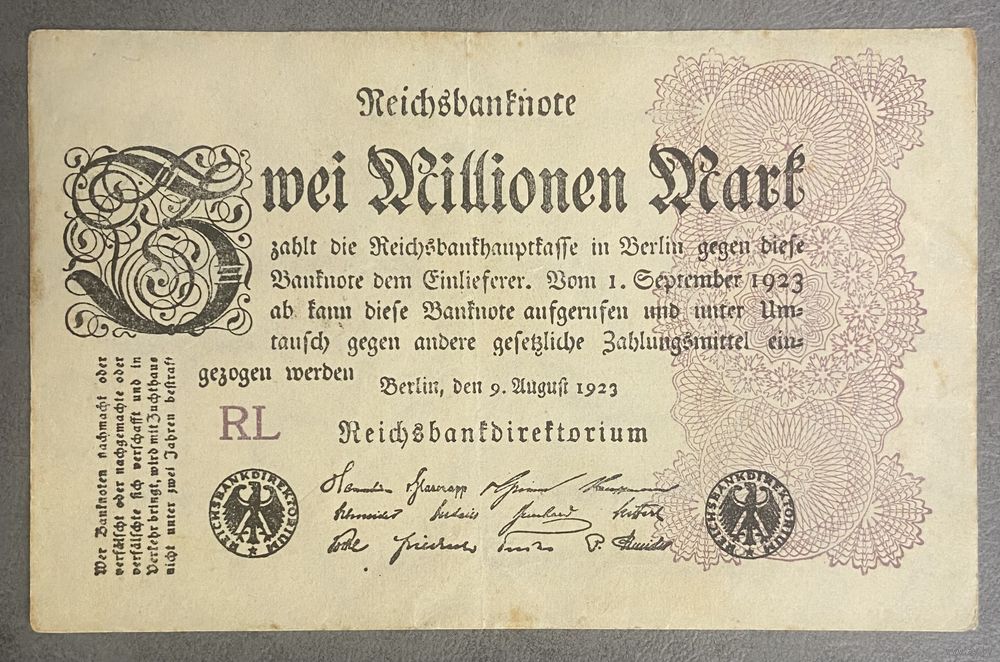 Reichsbanknote
Zwei Millionen Mark
zahlt die Reichsbankhauptkasse in Berlin gegen diese
Banknote dem Einlieferer. Vom 1. September 1923
ab kann diese Banknote aufgerufen und unter Um=
tausch gegen andere gesetzliche Zahlungsmittel ein=
gezogen werden
Berlin, den 9. August 1923
RL
Reichsbankdirektorium
Wer Banknoten nachmacht oder
verfälscht oder nachgemachte oder
verfälschte sich verschafft und in
Verkehr bringt, wird mit Zuchthaus
nicht unter zwei Jahren bestraft
REICHSBANKDIREKTORIUM
REICHSBANKDIREKTORIUM